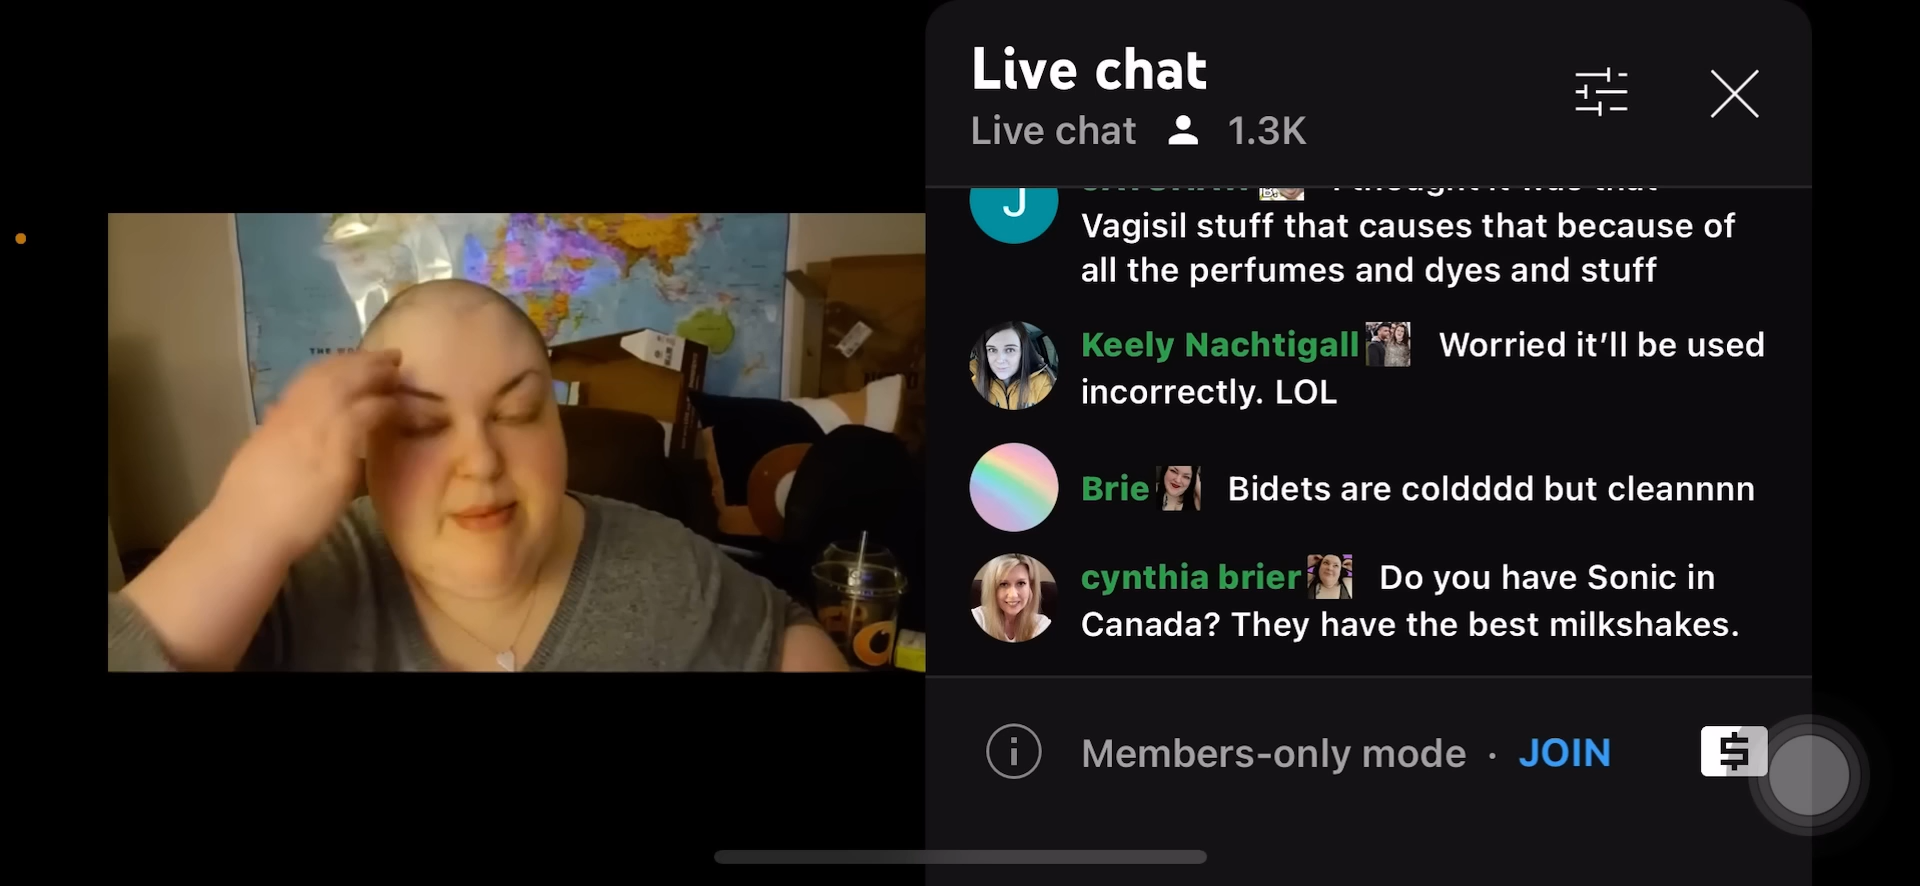 Live chat
Live chat 1.3K
J
Vagisil stuff that causes that because of
all the perfumes and dyes and stuff
Keely Nachtigall Worried it’ll be used
incorrectly. LOL
Brie Bidets are coldddd but cleannnn
cynthia brier Do you have Sonic in
Canada? They have the best milkshakes.
Members-only mode · JOIN
$
THE WO